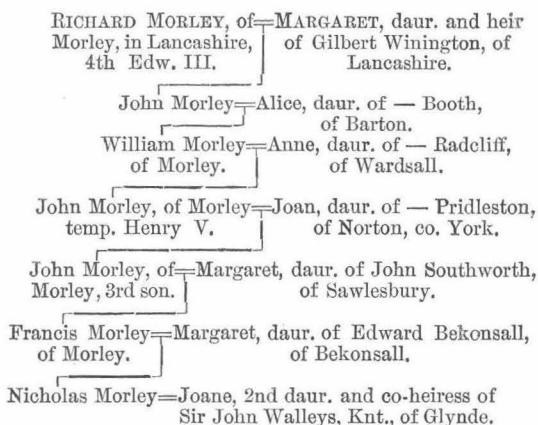 RICHARD MORLEY, of=MARGARET, daur. and heir
Morley, in Lancashire, of Gilbert Winington, of
4th Edw. III. Lancashire.
John Morley=Alice, daur. of — Booth,
of Barton.
William Morley=Anne, daur. of — Radcliff,
of Morley. of Wardsall.
John Morley, of Morley=Joan, daur. of — Pridleston,
temp. Henry V. of Norton, co. York.
John Morley, of=Margaret, daur. of John Southworth,
Morley, 3rd son. of Sawlesbury.
Francis Morley=Margaret, daur. of Edward Bekonsall,
of Morley. of Bekonsall.
Nicholas Morley=Joane, 2nd daur. and co-heiress of
Sir John Walleys, Knt., of Glynde.